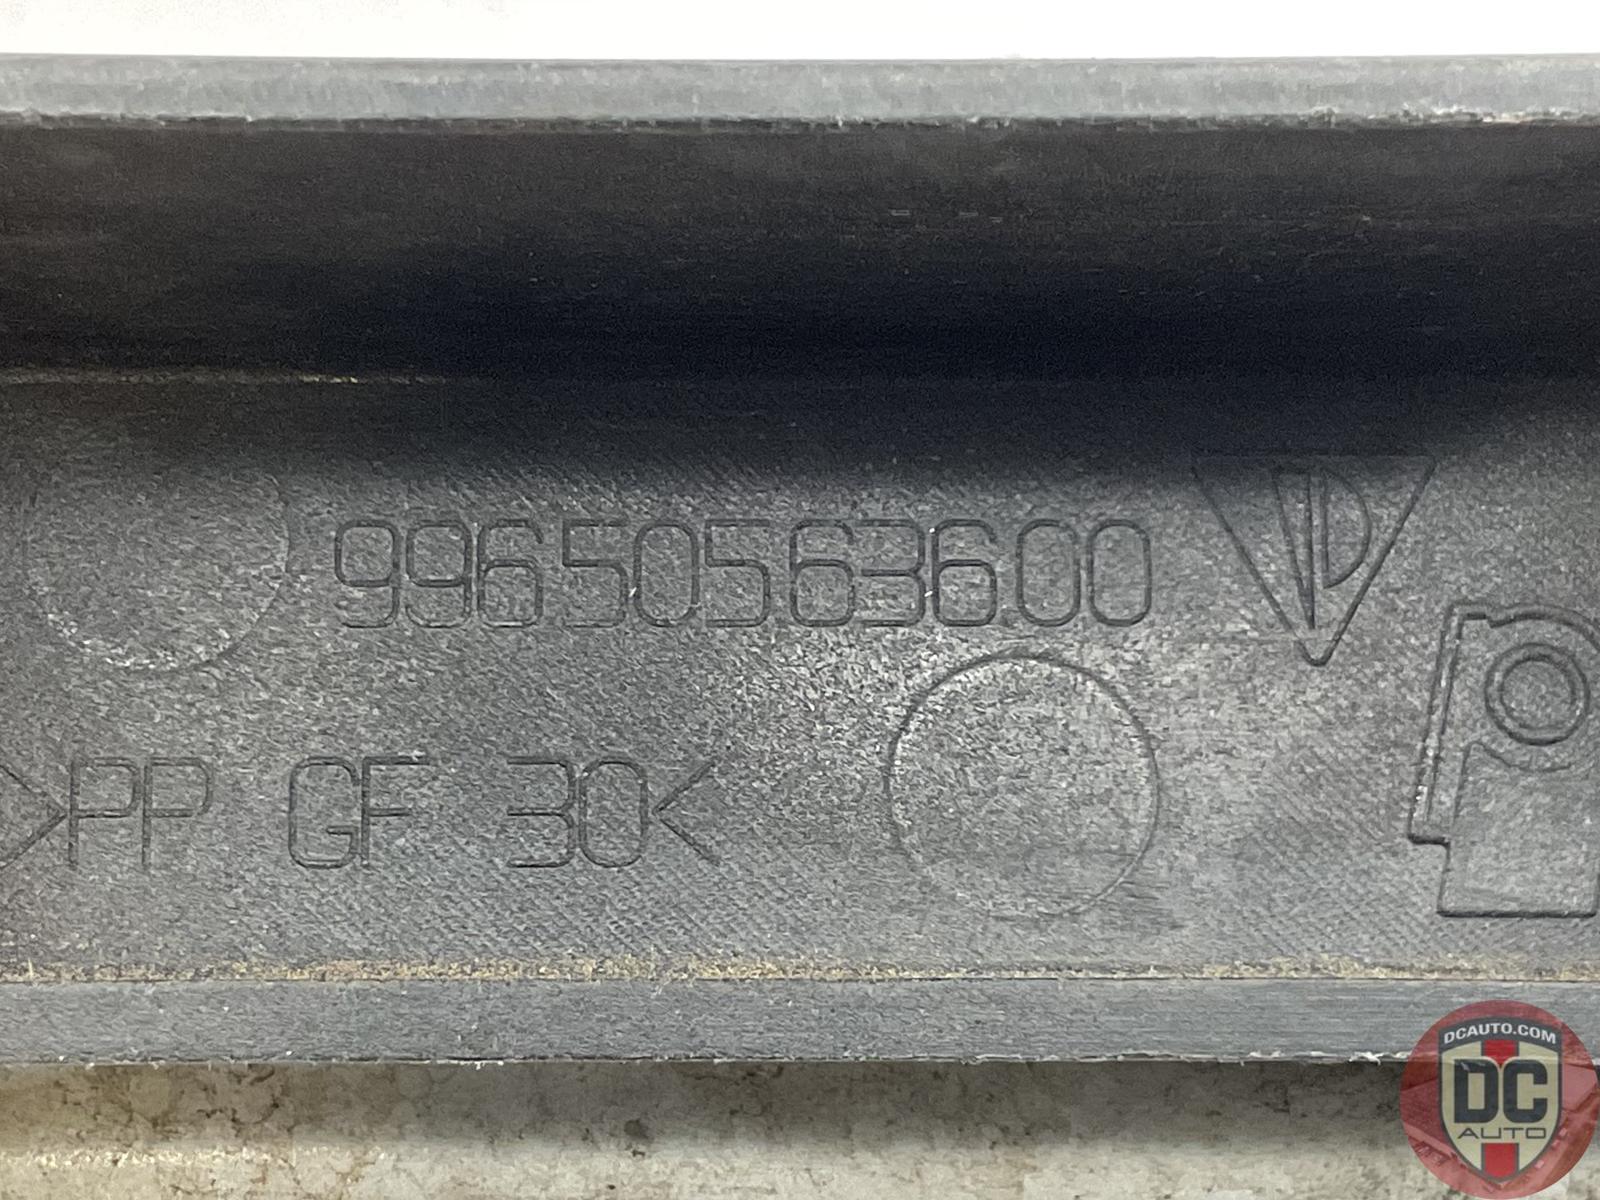 99650563600
>PP GF 30<
DCAUTO.COM
DC
AUTO